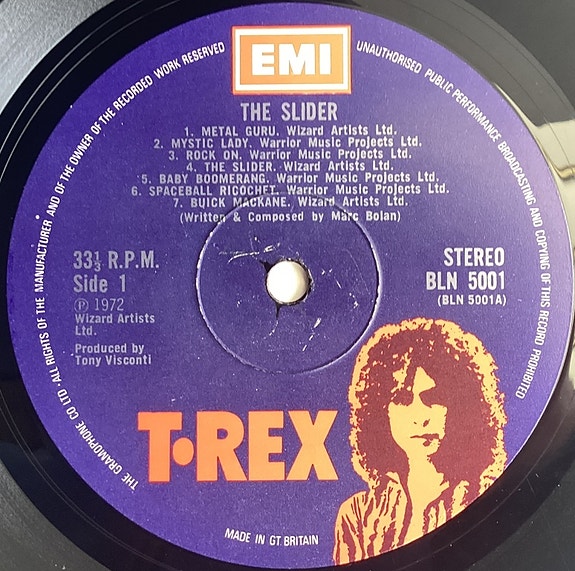 EMI
THE GRAMOPHONE CO LTD · ALL RIGHTS OF THE MANUFACTURER AND OF THE OWNER OF THE RECORDED WORK RESERVED
UNAUTHORISED PUBLIC PERFORMANCE BROADCASTING AND COPYING OF THIS RECORD PROHIBITED
THE SLIDER
1. METAL GURU. Wizard Artists Ltd.
2. MYSTIC LADY. Warrior Music Projects Ltd.
3. ROCK ON. Warrior Music Projects Ltd.
4. THE SLIDER. Wizard Artists Ltd.
5. BABY BOOMERANG. Warrior Music Projects Ltd.
6. SPACEBALL RICOCHET. Warrior Music Projects Ltd.
7. BUICK MACKANE. Wizard Artists Ltd.
(Written & Composed by Marc Bolan)
33⅓ R.P.M.
Side 1
Ⓟ 1972
Wizard Artists
Ltd.
Produced by
Tony Visconti
STEREO
BLN 5001
(BLN 5001A)
T•REX
MADE IN GT. BRITAIN